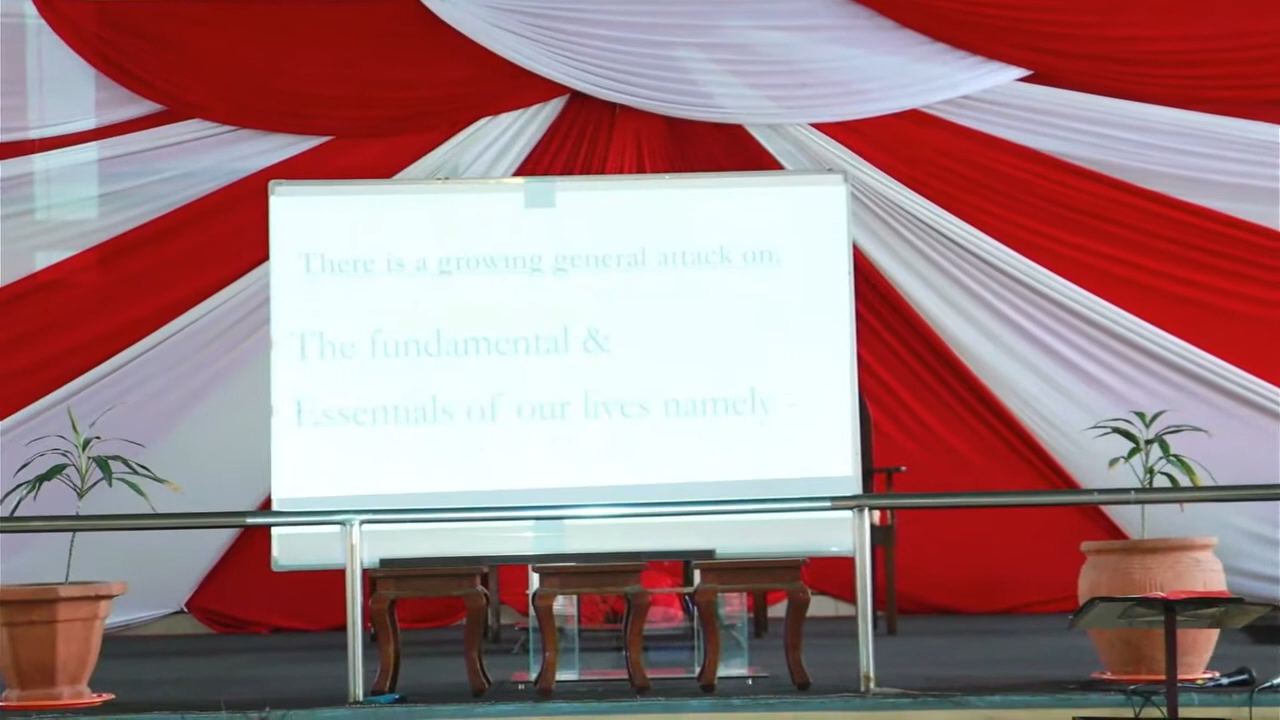 There is a growing general attack on,
The fundamental &
Essentials of our lives namely -